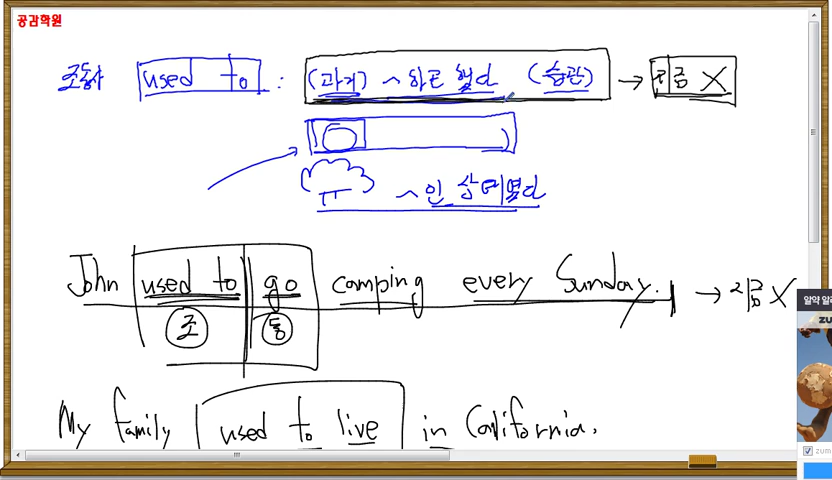 공감학원
조동사 used to : (과거) ~하곤 했다 (습관) → 지금 X
~인 상태였다
John used to go camping every Sunday. → 지금 X
조 동
My family used to live in California.
zum